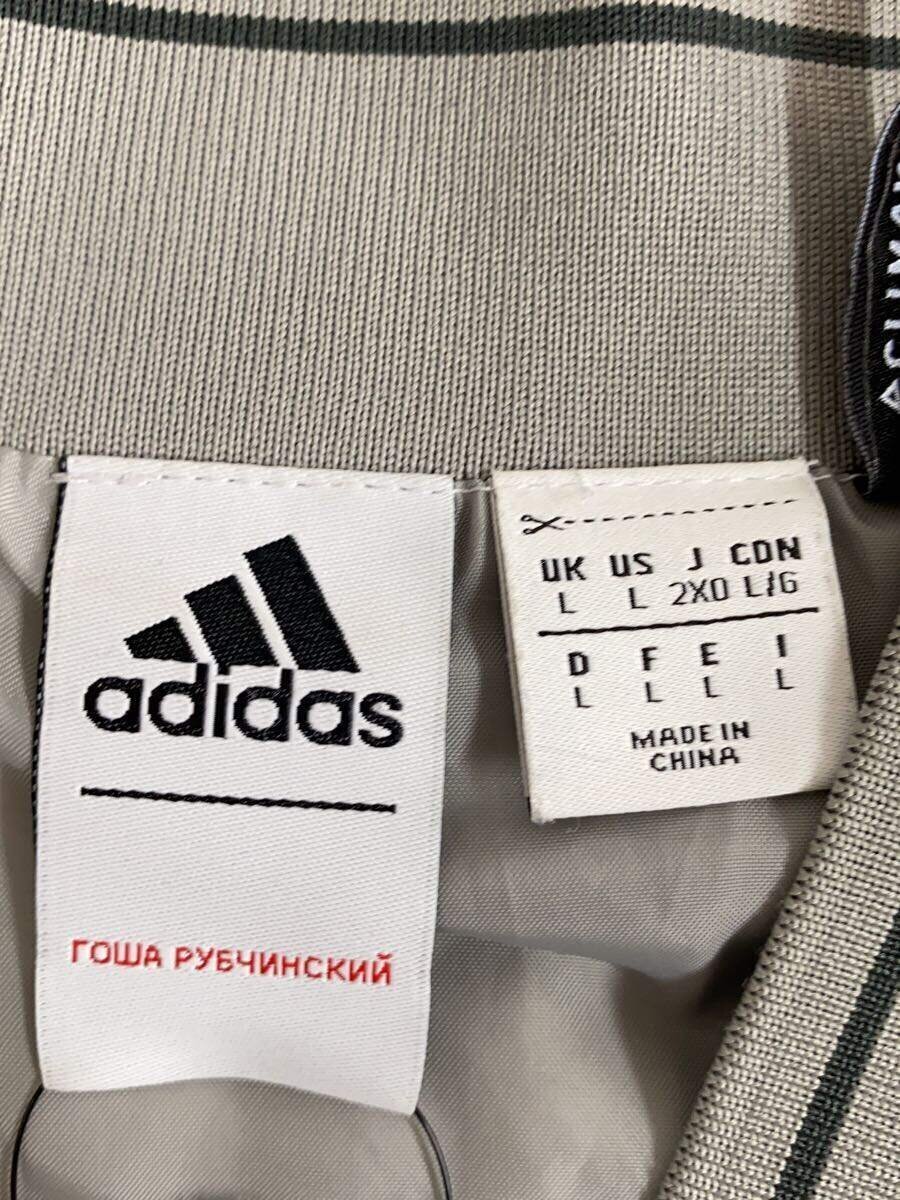 adidas
ГОША РУБЧИНСКИЙ
UK US J CDN
L L 2XO L/G
D F E I
L L L L
MADE IN
CHINA